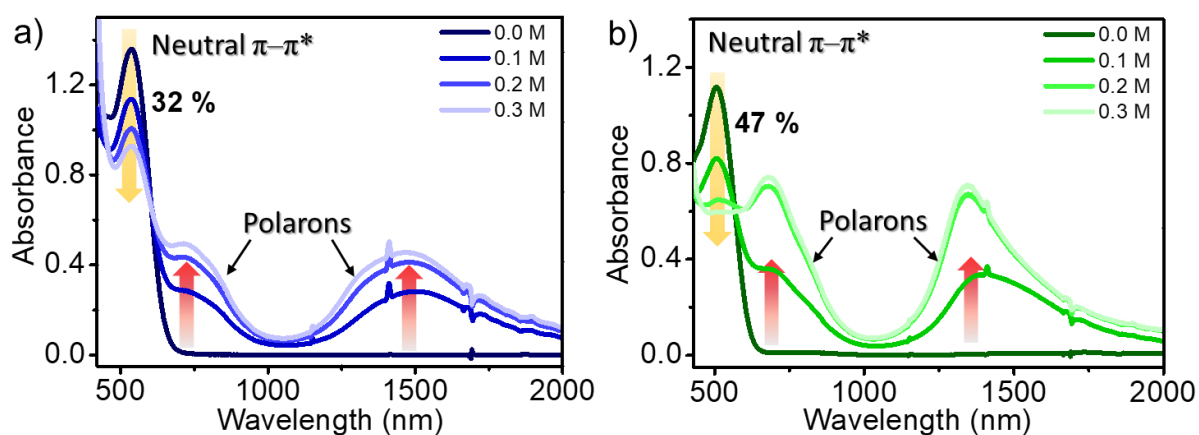 a)
Neutral π–π*
0.0 M
0.1 M
0.2 M
0.3 M
32 %
Polarons
Absorbance
1.2
0.8
0.4
0.0
500
1000
1500
2000
Wavelength (nm)
b)
Neutral π–π*
0.0 M
0.1 M
0.2 M
0.3 M
47 %
Polarons
Absorbance
1.2
0.8
0.4
0.0
500
1000
1500
2000
Wavelength (nm)